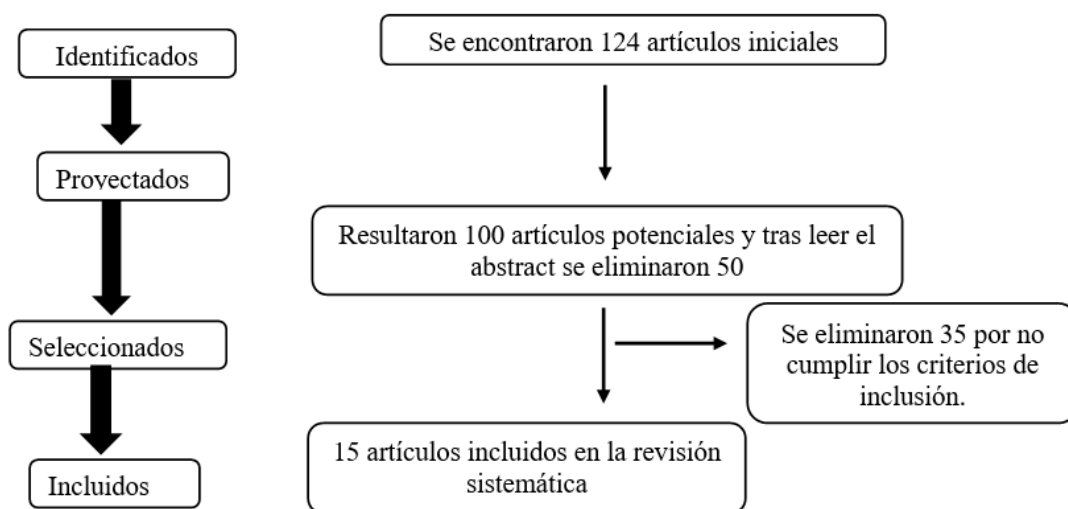 Identificados
Se encontraron 124 artículos iniciales
Proyectados
Resultaron 100 artículos potenciales y tras leer el
abstract se eliminaron 50
Seleccionados
Se eliminaron 35 por no
cumplir los criterios de
inclusión.
Incluidos
15 artículos incluidos en la revisión
sistemática